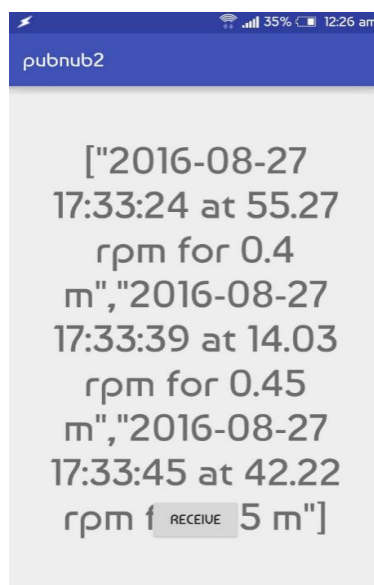 35% 12:26 am
pubnub2
["2016-08-27
17:33:24 at 55.27
rpm for 0.4
m","2016-08-27
17:33:39 at 14.03
rpm for 0.45
m","2016-08-27
17:33:45 at 42.22
rpm 5 m"]
RECEIVE